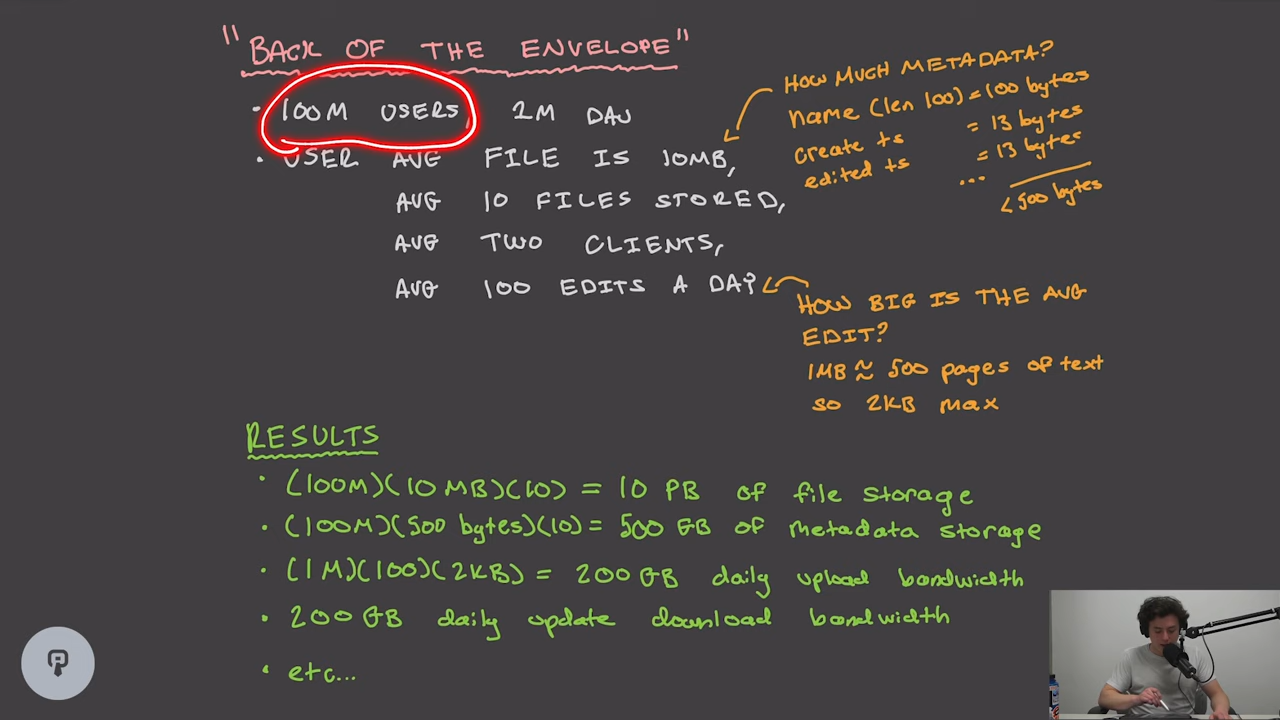 "BACK OF THE ENVELOPE"
• 100M USERS, 2M DAU
• USER AVG FILE IS 10MB,
AVG 10 FILES STORED,
AVG TWO CLIENTS,
AVG 100 EDITS A DAY
HOW MUCH METADATA?
name (len 100) = 100 bytes
create ts = 13 bytes
edited ts = 13 bytes
...
<500 bytes
HOW BIG IS THE AVG
EDIT?
1MB ≈ 500 pages of text
so 2KB max
RESULTS
• (100M)(10 MB)(10) = 10 PB of file storage
• (100M)(500 bytes)(10) = 500 GB of metadata storage
• (1M)(100)(2KB) = 200 GB daily upload bandwidth
• 200 GB daily update download bandwidth
• etc...